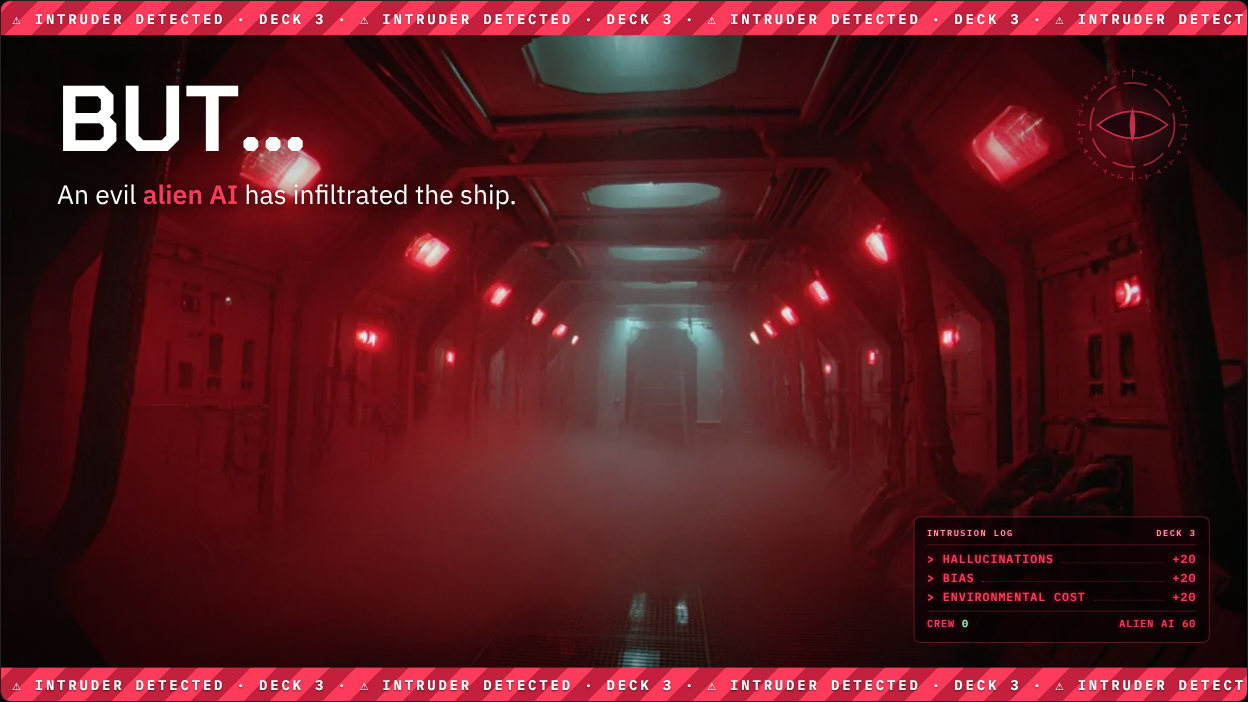 ⚠ INTRUDER DETECTED · DECK 3 · ⚠ INTRUDER DETECTED · DECK 3 · ⚠ INTRUDER DETECTED · DECK 3 · ⚠ INTRUDER DETECT
BUT...
An evil alien AI has infiltrated the ship.
INTRUSION LOG DECK 3
> HALLUCINATIONS +20
> BIAS +20
> ENVIRONMENTAL COST +20
CREW 0 ALIEN AI 60
⚠ INTRUDER DETECTED · DECK 3 · ⚠ INTRUDER DETECTED · DECK 3 · ⚠ INTRUDER DETECTED · DECK 3 · ⚠ INTRUDER DETECT